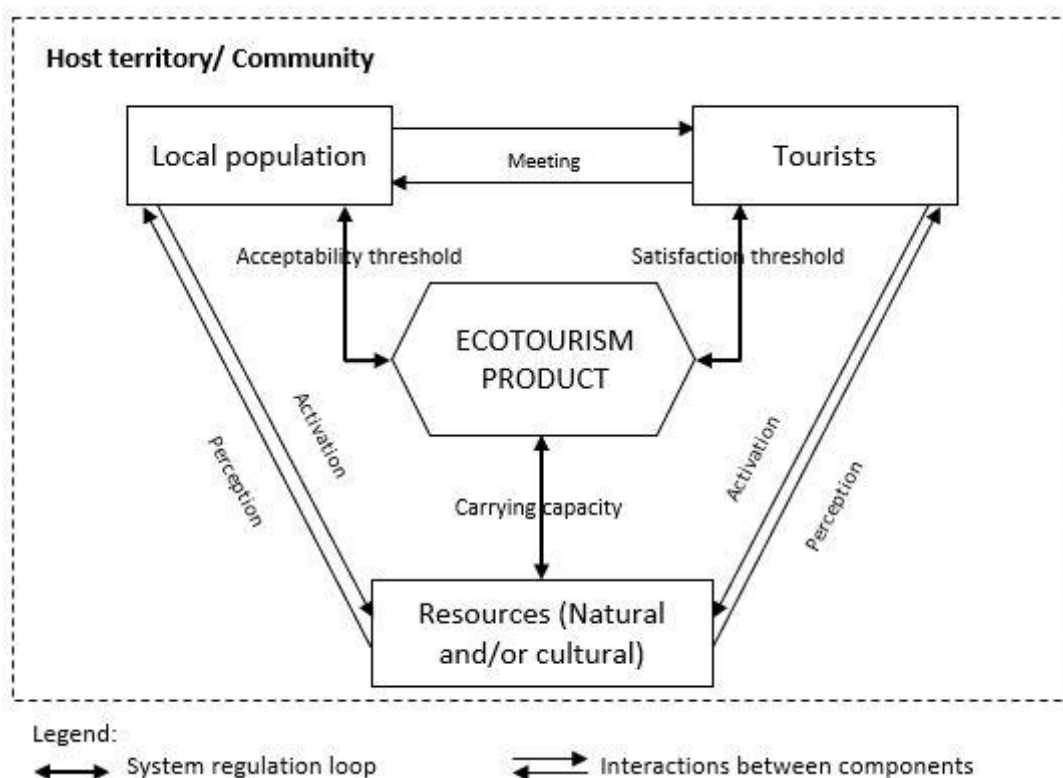 Host territory/ Community
Local population
Meeting
Tourists
Acceptability threshold
Satisfaction threshold
ECOTOURISM
PRODUCT
Perception
Activation
Activation
Perception
Carrying capacity
Resources (Natural
and/or cultural)
Legend:
System regulation loop
Interactions between components